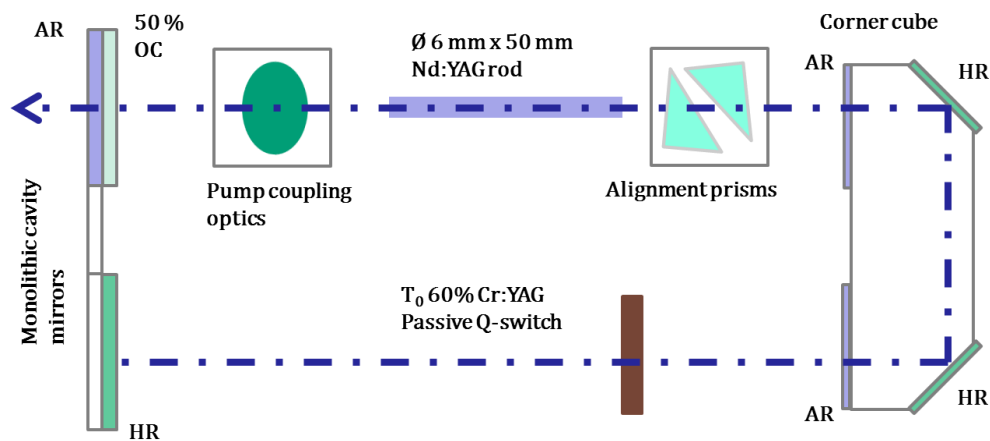 AR
50 %
OC
Ø 6 mm x 50 mm
Nd:YAG rod
Corner cube
AR
HR
Pump coupling
optics
Alignment prisms
Monolithic cavity
mirrors
T₀ 60% Cr:YAG
Passive Q-switch
HR
AR
HR